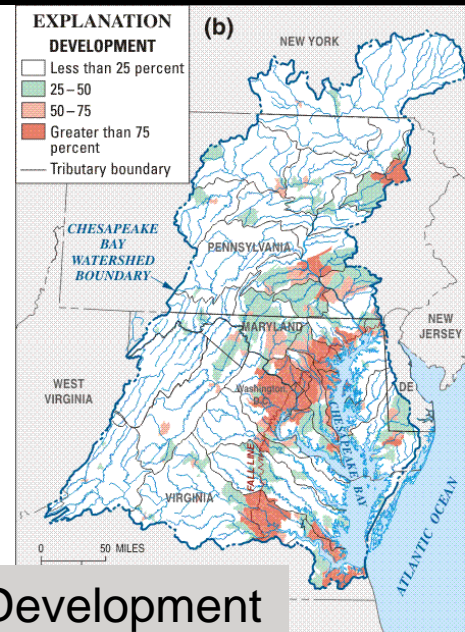 EXPLANATION
DEVELOPMENT
Less than 25 percent
25–50
50–75
Greater than 75
percent
Tributary boundary
(b)
NEW YORK
CHESAPEAKE
BAY
WATERSHED
BOUNDARY
PENNSYLVANIA
MARYLAND
NEW
JERSEY
WEST
VIRGINIA
Washington
D.C.
DE
FALL LINE
CHESAPEAKE BAY
VIRGINIA
ATLANTIC OCEAN
0 50 MILES
Development